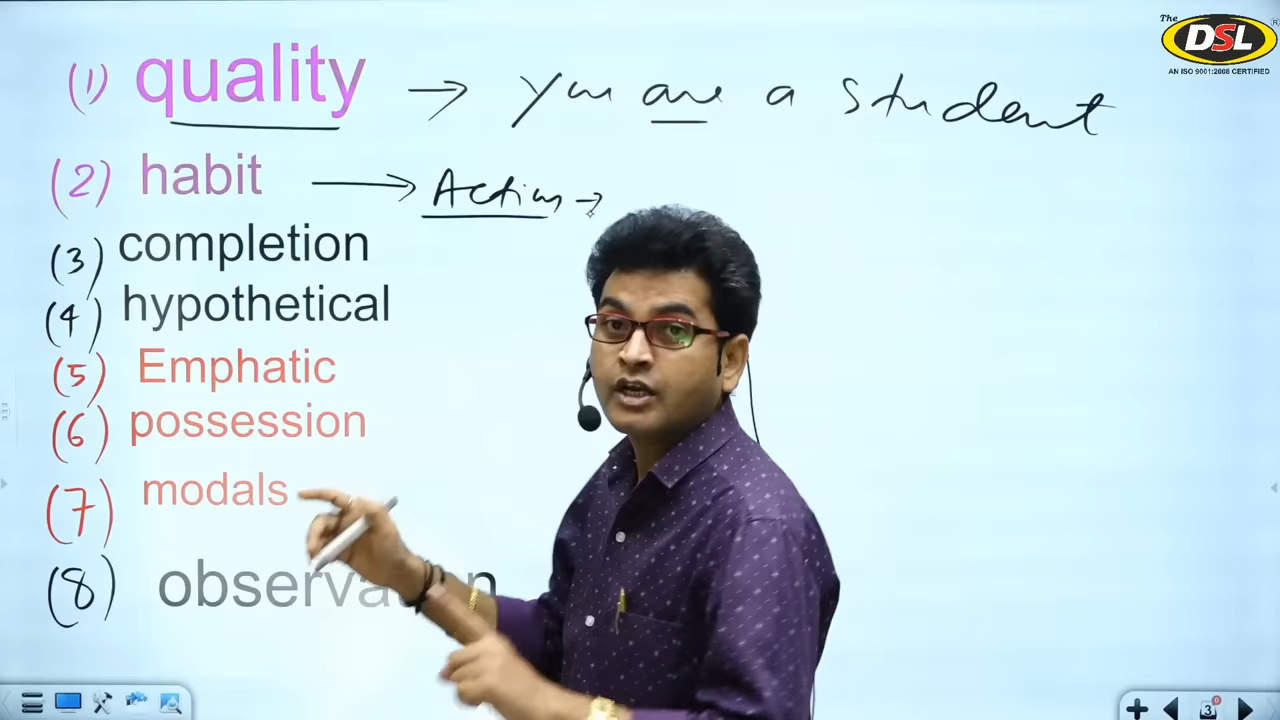 The
DSL
®
AN ISO 9001:2008 CERTIFIED
(1) quality → You are a student
(2) habit → Action →
(3) completion
(4) hypothetical
(5) Emphatic
(6) possession
(7) modals
(8)
3